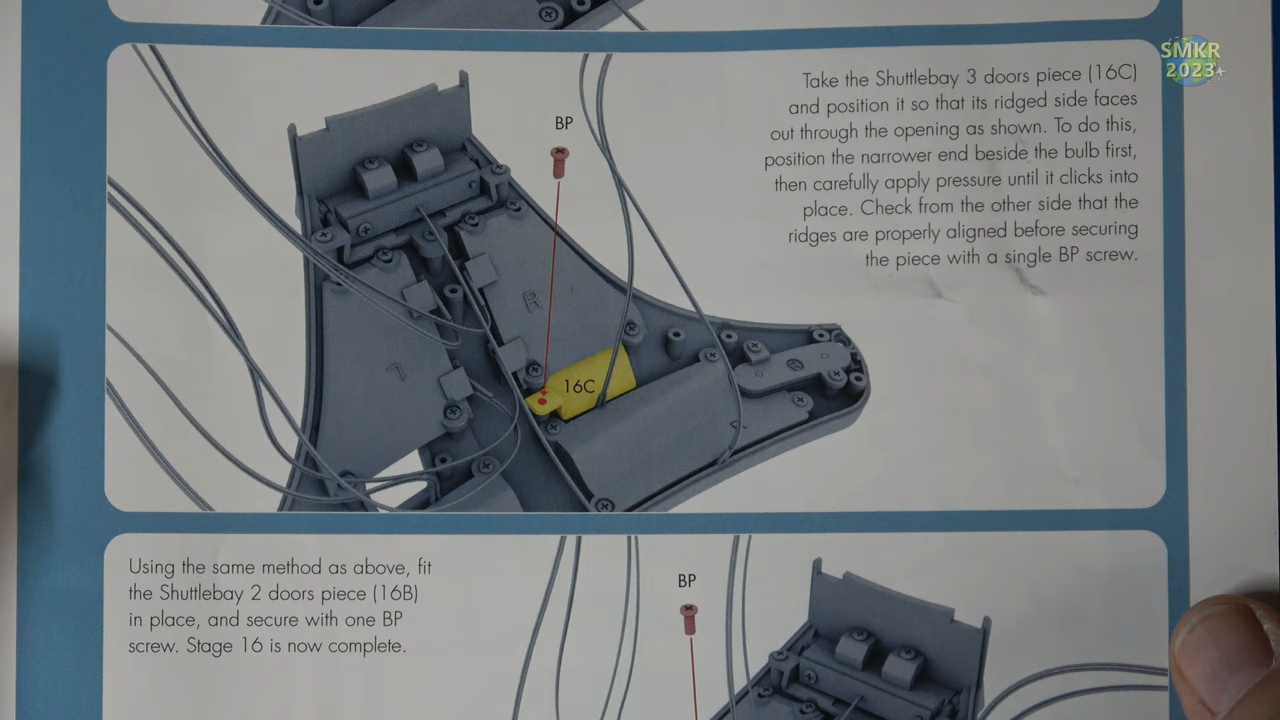 SMKR
2023+
Take the Shuttlebay 3 doors piece (16C)
and position it so that its ridged side faces
out through the opening as shown. To do this,
position the narrower end beside the bulb first,
then carefully apply pressure until it clicks into
place. Check from the other side that the
ridges are properly aligned before securing
the piece with a single BP screw.
BP
R
16C
Using the same method as above, fit
the Shuttlebay 2 doors piece (16B)
in place, and secure with one BP
screw. Stage 16 is now complete.
BP